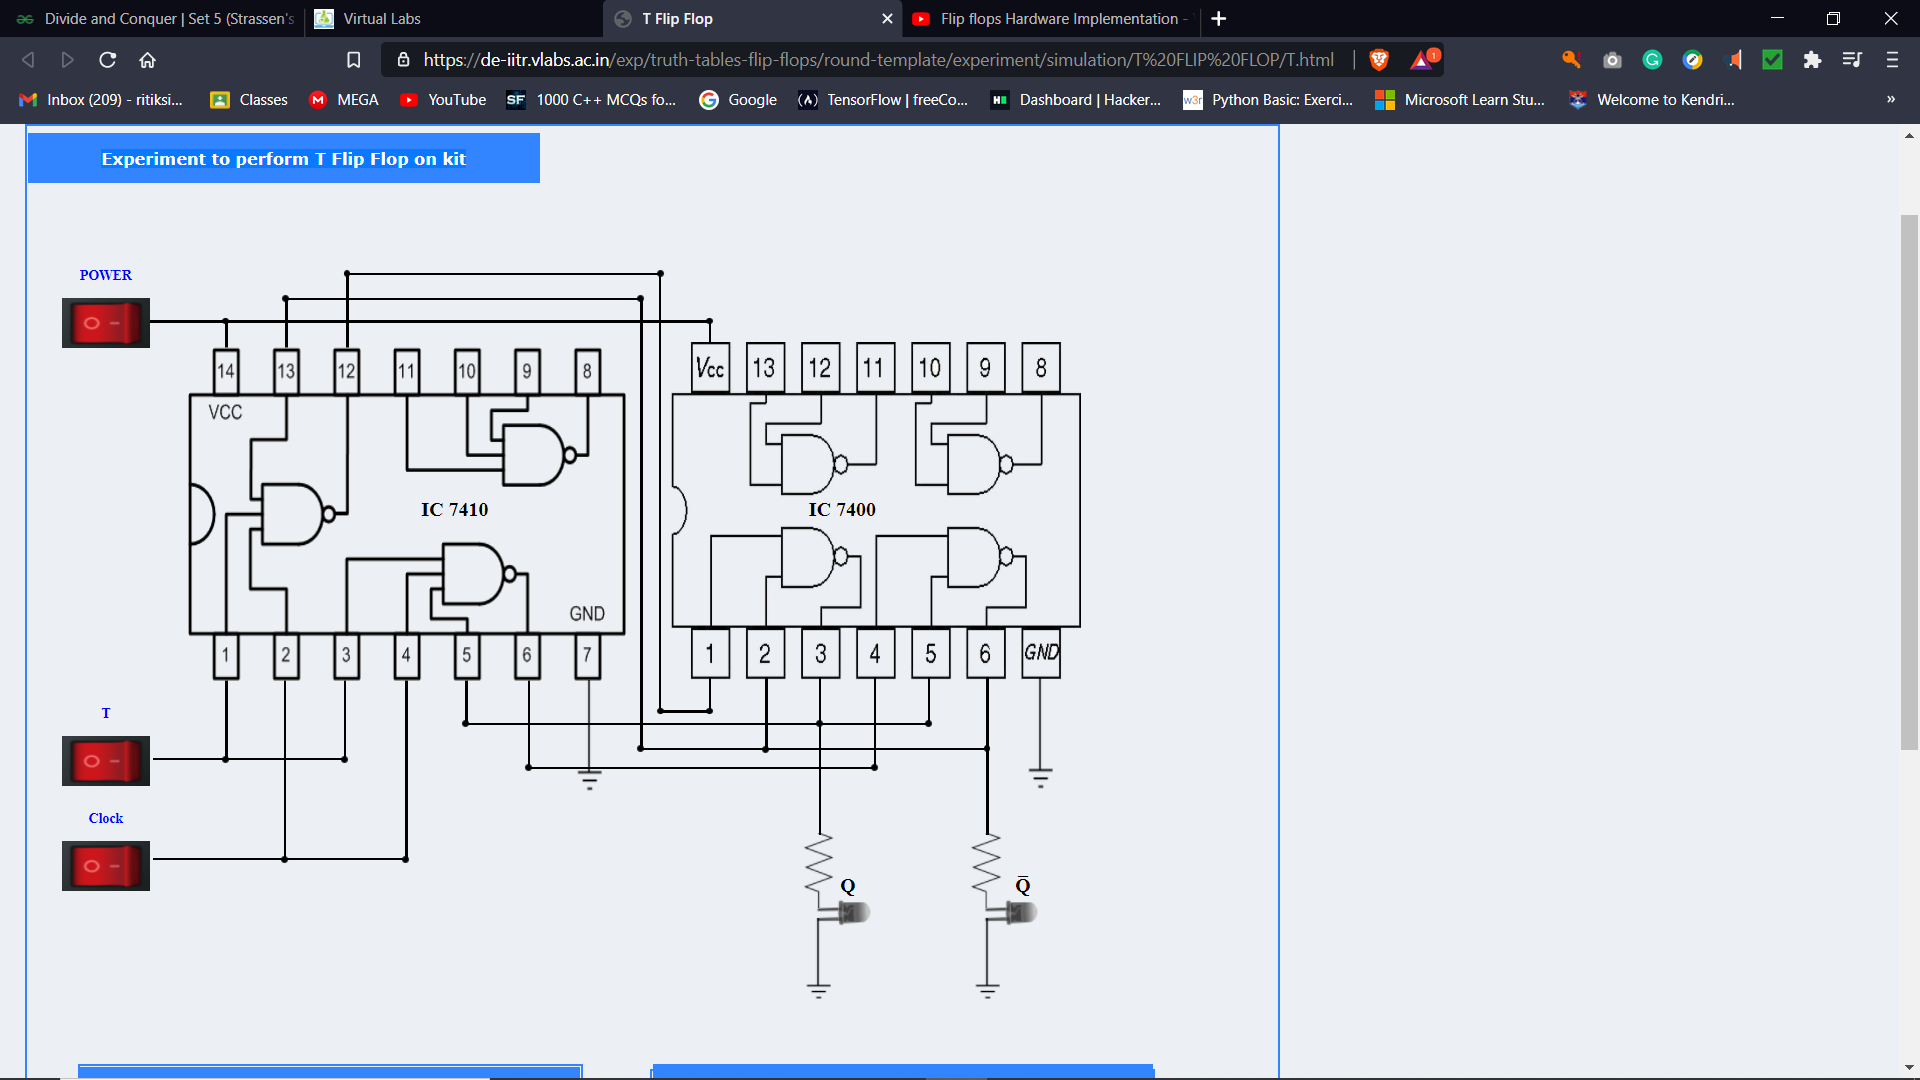 Divide and Conquer | Set 5 (Strassen's
Virtual Labs
T Flip Flop
Flip flops Hardware Implementation -
https://de-iitr.vlabs.ac.in/exp/truth-tables-flip-flops/round-template/experiment/simulation/T%20FLIP%20FLOP/T.html
1
Inbox (209) - ritiksi...
Classes
MEGA
YouTube
SF 1000 C++ MCQs fo...
Google
TensorFlow | freeCo...
Dashboard | Hacker...
w3r Python Basic: Exerci...
Microsoft Learn Stu...
Welcome to Kendri...
»
Experiment to perform T Flip Flop on kit
POWER
14 13 12 11 10 9 8
Vcc 13 12 11 10 9 8
VCC
IC 7410
IC 7400
GND
1 2 3 4 5 6 7
1 2 3 4 5 6 GND
T
Clock
Q
Q̅